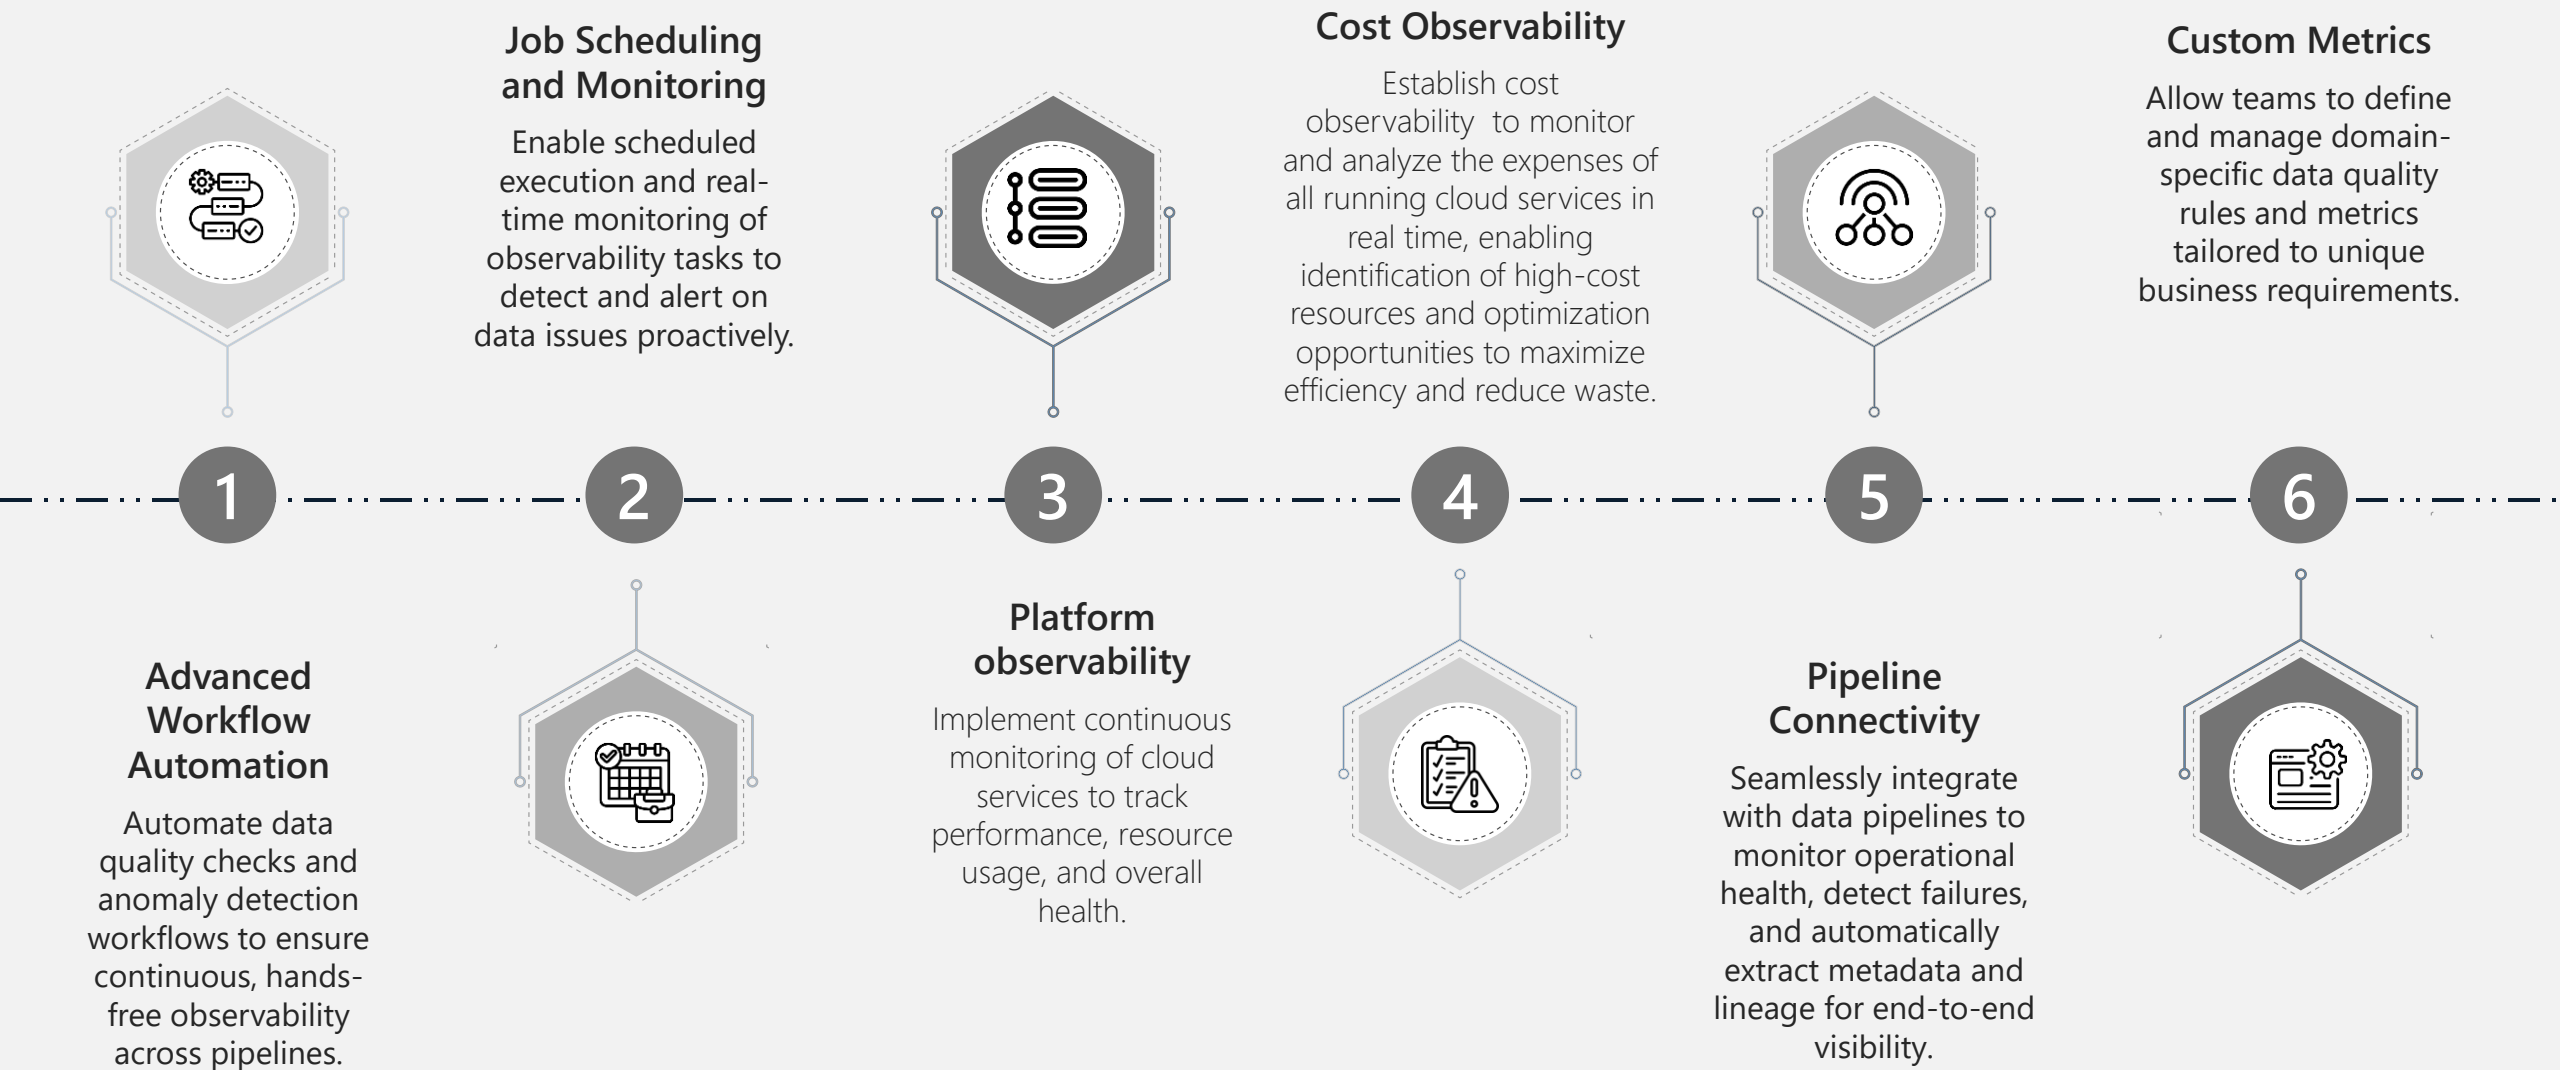 Job Scheduling
and Monitoring
Enable scheduled
execution and real-
time monitoring of
observability tasks to
detect and alert on
data issues proactively.
Cost Observability
Establish cost
observability  to monitor
and analyze the expenses of
all running cloud services in
real time, enabling
identification of high-cost
resources and optimization
opportunities to maximize
efficiency and reduce waste.
Custom Metrics
Allow teams to define
and manage domain-
specific data quality
rules and metrics
tailored to unique
business requirements.
1
2
3
4
5
6
Advanced
Workflow
Automation
Automate data
quality checks and
anomaly detection
workflows to ensure
continuous, hands-
free observability
across pipelines.
Platform
observability
Implement continuous
monitoring of cloud
services to track
performance, resource
usage, and overall
health.
Pipeline
Connectivity
Seamlessly integrate
with data pipelines to
monitor operational
health, detect failures,
and automatically
extract metadata and
lineage for end-to-end
visibility.